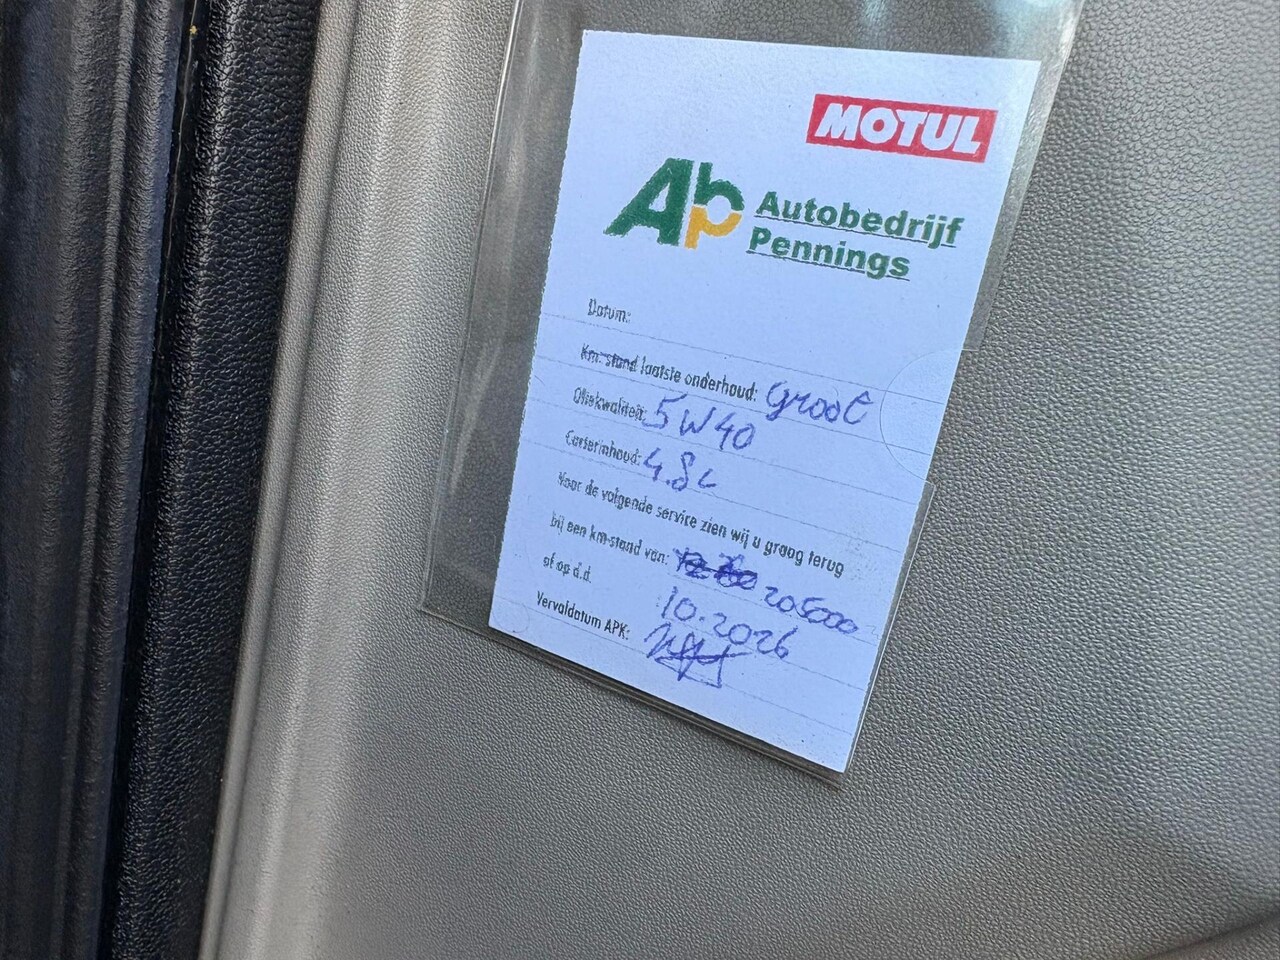 MOTUL
Abp Autobedrijf
Pennings
Datum:
Km-stand laatste onderhoud: Groot
Oliekwaliteit: 5W40
Carterinhoud: 4.8L
Voor de volgende service zien wij u graag terug
bij een km-stand van: 205000
of op d.d. 10.2026
Vervaldatum APK: